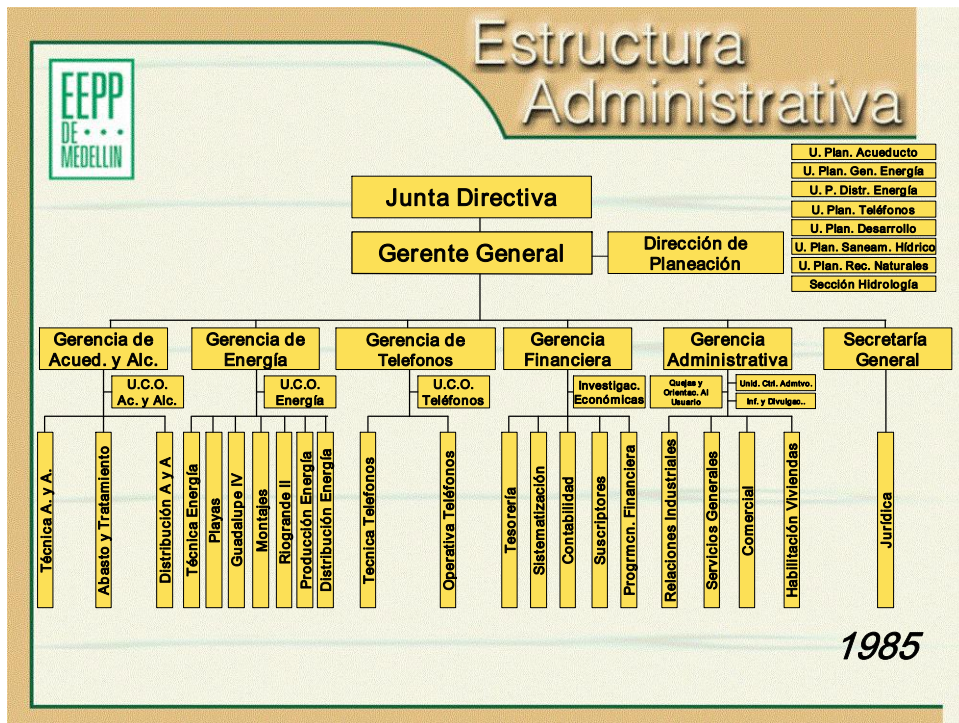 Estructura
Administrativa
EEPP
DE•••
MEDELLIN
U. Plan. Acueducto
U. Plan. Gen. Energía
U. P. Distr. Energía
U. Plan. Teléfonos
U. Plan. Desarrollo
U. Plan. Saneam. Hídrico
U. Plan. Rec. Naturales
Sección Hidrología
Junta Directiva
Gerente General
Dirección de
Planeación
Gerencia de
Acued. y Alc.
Gerencia de
Energía
Gerencia de
Telefonos
Gerencia
Financiera
Gerencia
Administrativa
Secretaría
General
U.C.O.
Ac. y Alc.
U.C.O.
Energía
U.C.O.
Teléfonos
Investigac.
Económicas
Quejas y
Orientac. Al
Usuario
Unid. Ctrl. Admtvo.
Inf. y Divulgac..
Técnica A. y A.
Abasto y Tratamiento
Distribución A y A
Técnica Energía
Playas
Guadalupe IV
Montajes
Riogrande II
Producción Energía
Distribución Energía
Tecnica Telefonos
Operativa Teléfonos
Tesorería
Sistematización
Contabilidad
Suscriptores
Progrmcn. Financiera
Relaciones Industriales
Servicios Generales
Comercial
Habilitación Viviendas
Jurídica
1985